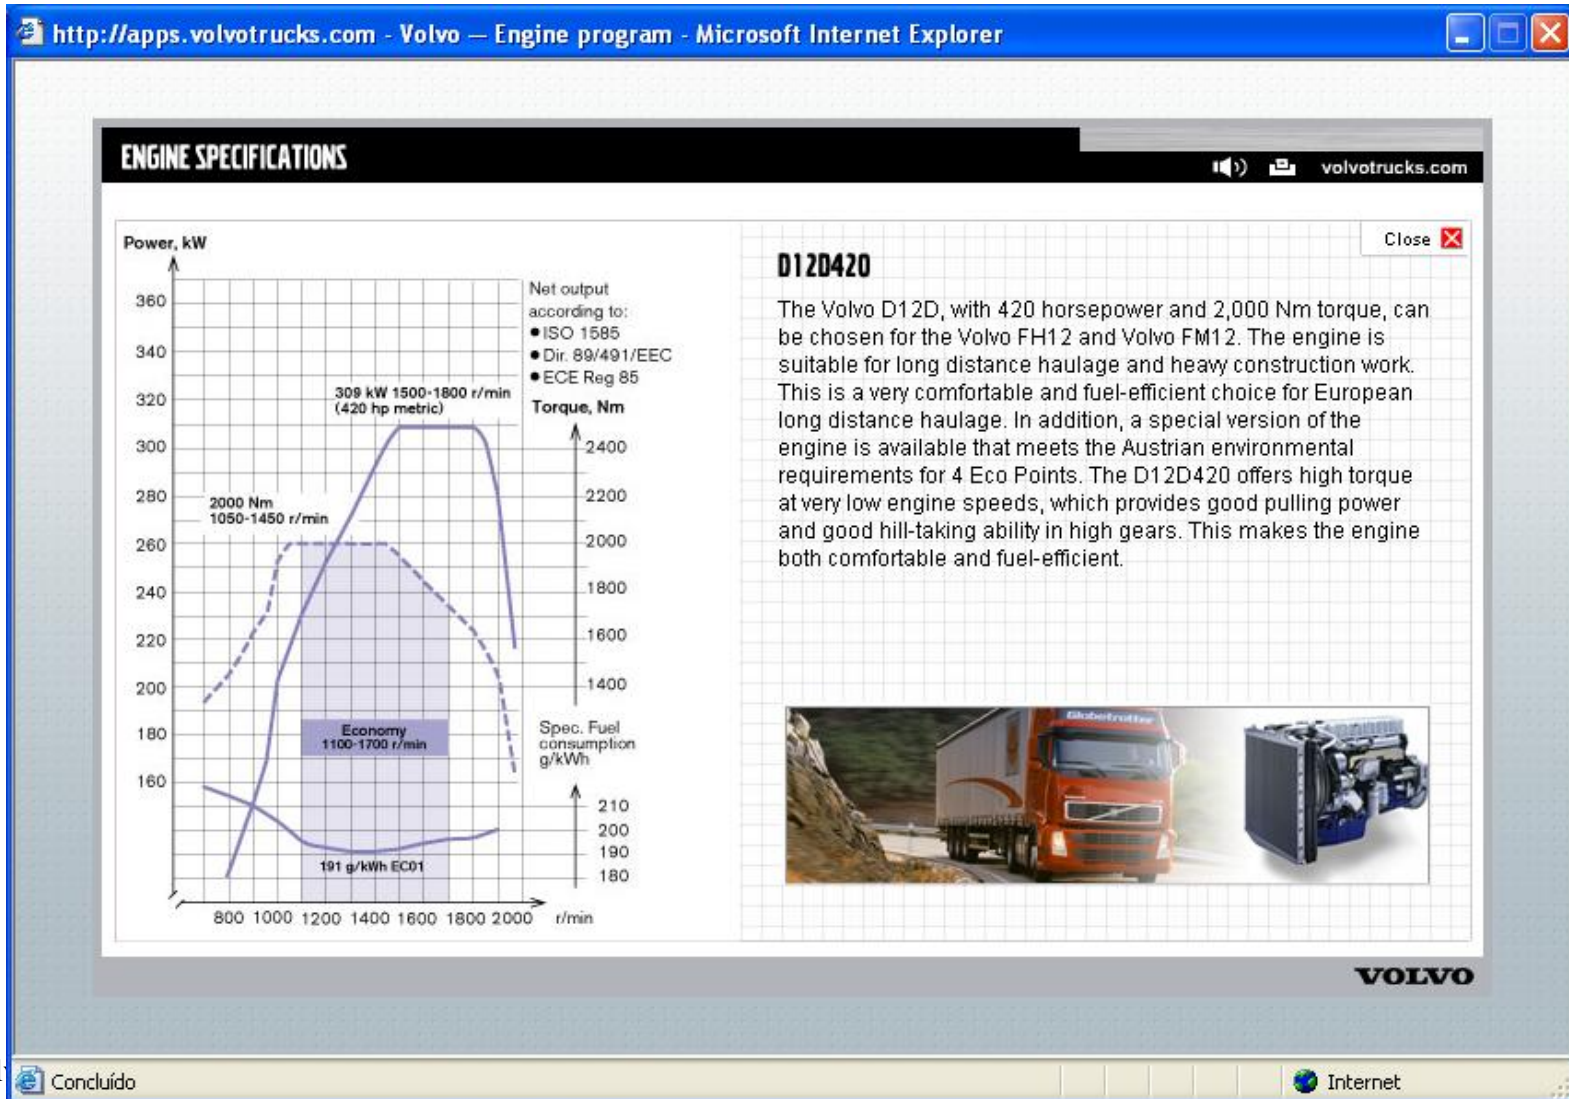 http://apps.volvotrucks.com - Volvo — Engine program - Microsoft Internet Explorer
ENGINE SPECIFICATIONS
volvotrucks.com
Close
Power, kW
360
340
320
300
280
260
240
220
200
180
160
Net output
according to:
● ISO 1585
● Dir. 89/491/EEC
● ECE Reg 85
309 kW 1500-1800 r/min
(420 hp metric)
Torque, Nm
2400
2200
2000
1800
1600
1400
2000 Nm
1050-1450 r/min
Economy
1100-1700 r/min
Spec. Fuel
consumption
g/kWh
210
200
190
180
191 g/kWh EC01
800 1000 1200 1400 1600 1800 2000 r/min
D12D420
The Volvo D12D, with 420 horsepower and 2,000 Nm torque, can
be chosen for the Volvo FH12 and Volvo FM12. The engine is
suitable for long distance haulage and heavy construction work.
This is a very comfortable and fuel-efficient choice for European
long distance haulage. In addition, a special version of the
engine is available that meets the Austrian environmental
requirements for 4 Eco Points. The D12D420 offers high torque
at very low engine speeds, which provides good pulling power
and good hill-taking ability in high gears. This makes the engine
both comfortable and fuel-efficient.
Globetrotter
VOLVO
Concluído
Internet